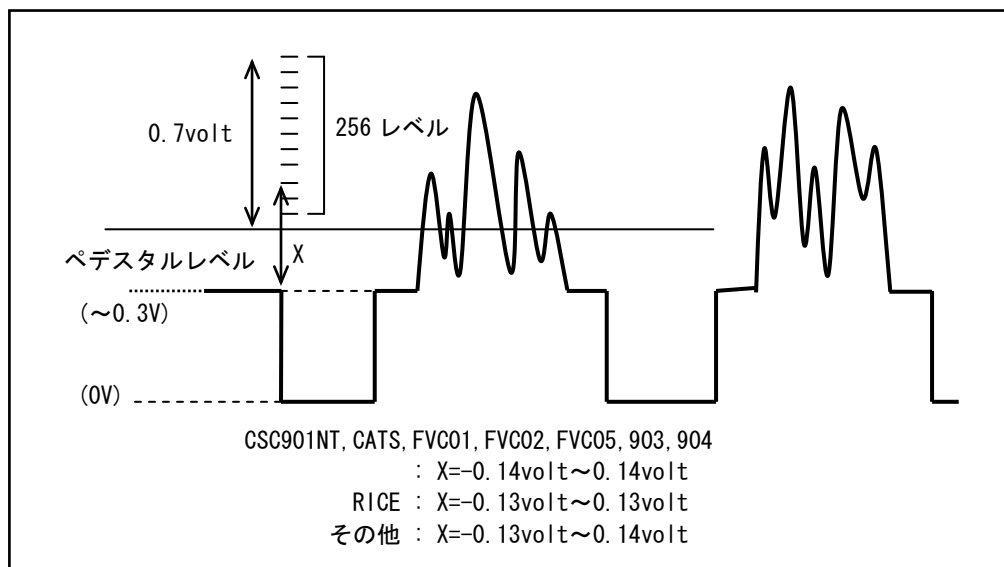 0.7volt
256 レベル
ペデスタルレベル
X
(～0.3V)
(0V)
CSC901NT, CATS, FVC01, FVC02, FVC05, 903, 904
: X=-0.14volt～0.14volt
RICE : X=-0.13volt～0.13volt
その他 : X=-0.13volt～0.14volt